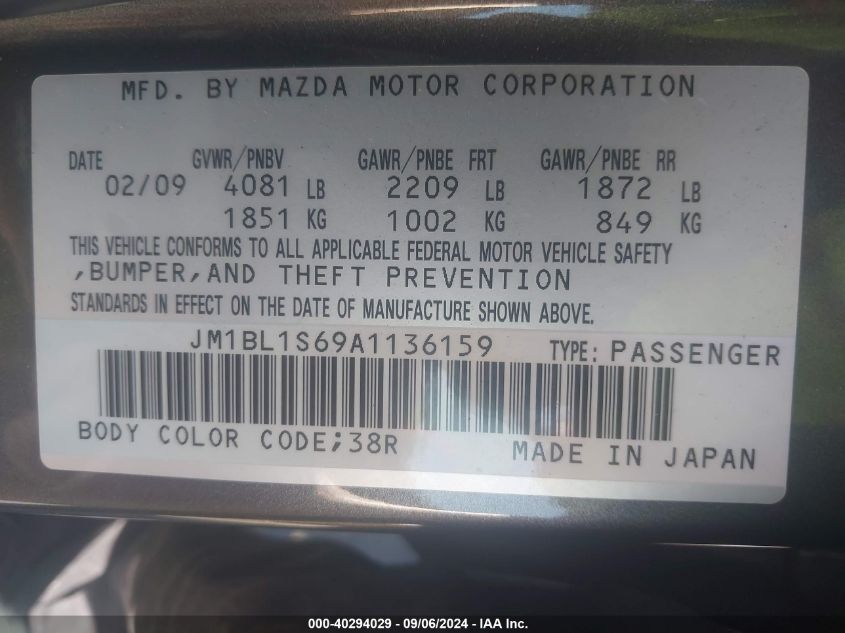 MFD. BY MAZDA MOTOR CORPORATION
DATE GVWR/PNBV GAWR/PNBE FRT GAWR/PNBE RR
02/09 4081 LB 2209 LB 1872 LB
1851 KG 1002 KG 849 KG
THIS VEHICLE CONFORMS TO ALL APPLICABLE FEDERAL MOTOR VEHICLE SAFETY
,BUMPER,AND THEFT PREVENTION
STANDARDS IN EFFECT ON THE DATE OF MANUFACTURE SHOWN ABOVE.
JM1BL1S69A1136159 TYPE: PASSENGER
BODY COLOR CODE;38R MADE IN JAPAN
000-40294029 - 09/06/2024 - IAA Inc.